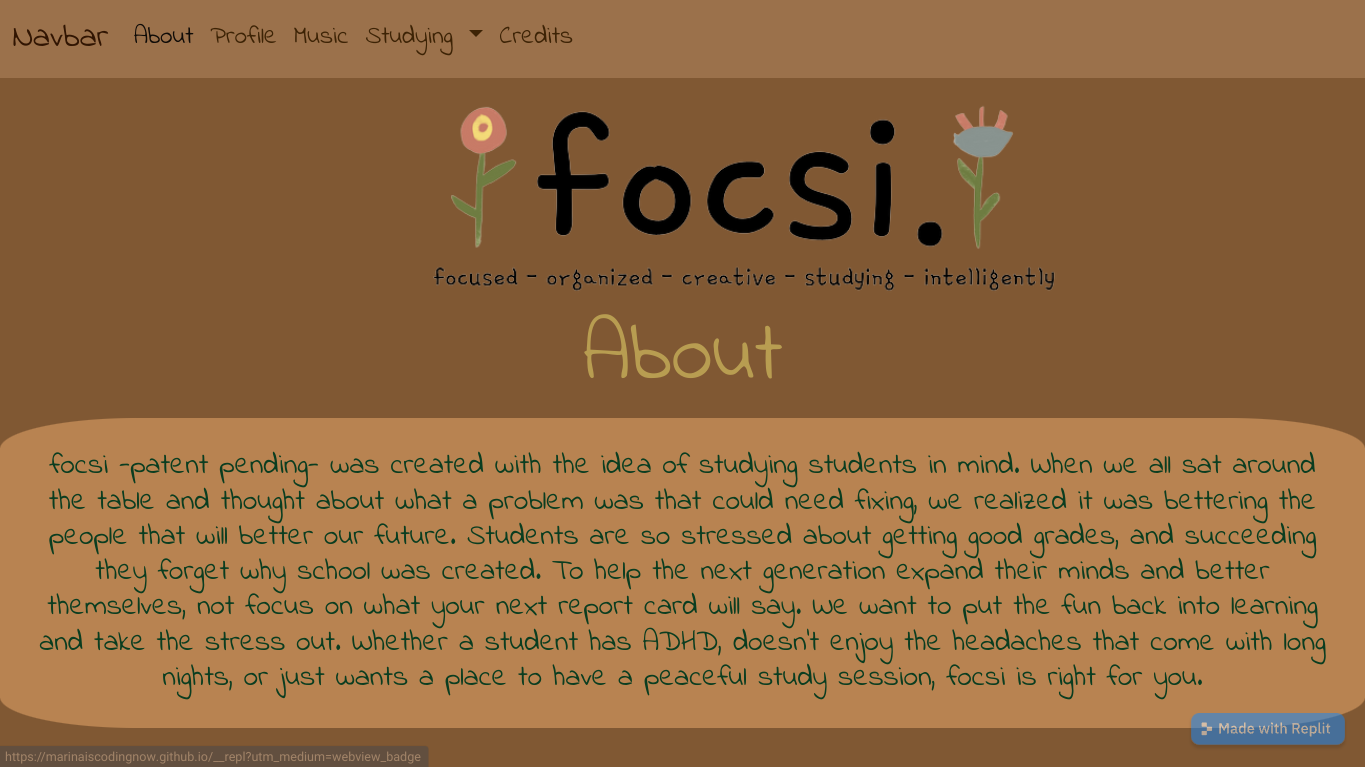 Navbar About Profile Music Studying Credits
focsi.
focused - organized - creative - studying - intelligently
About
focsi -patent pending- was created with the idea of studying students in mind. When we all sat around
the table and thought about what a problem was that could need fixing, we realized it was bettering the
people that will better our future. Students are so stressed about getting good grades, and succeeding
they forget why school was created. To help the next generation expand their minds and better
themselves, not focus on what your next report card will say. We want to put the fun back into learning
and take the stress out. Whether a student has ADHD, doesn't enjoy the headaches that come with long
nights, or just wants a place to have a peaceful study session, focsi is right for you.
Made with Replit
https://marinaiscodingnow.github.io/__repl?utm_medium=webview_badge